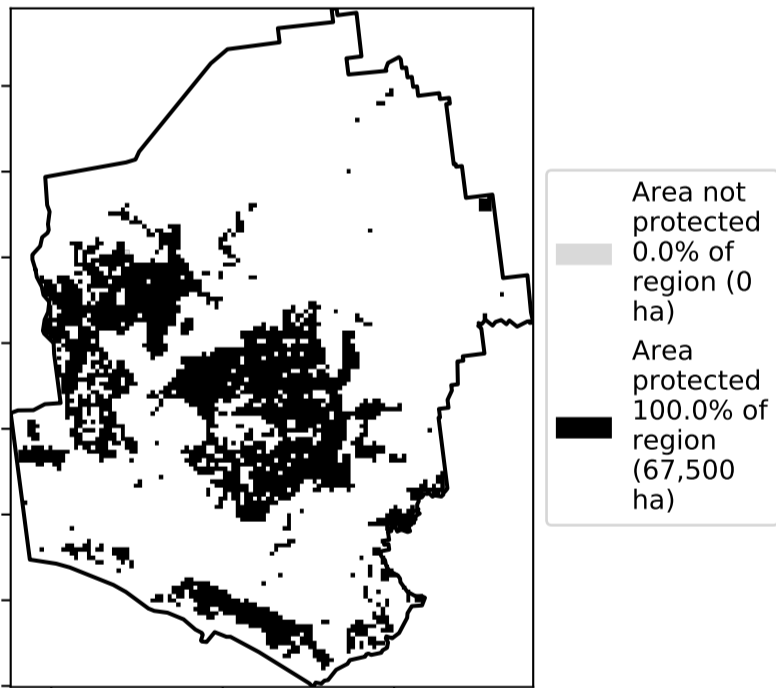 Area not
protected
0.0% of
region (0
ha)
Area
protected
100.0% of
region
(67,500
ha)